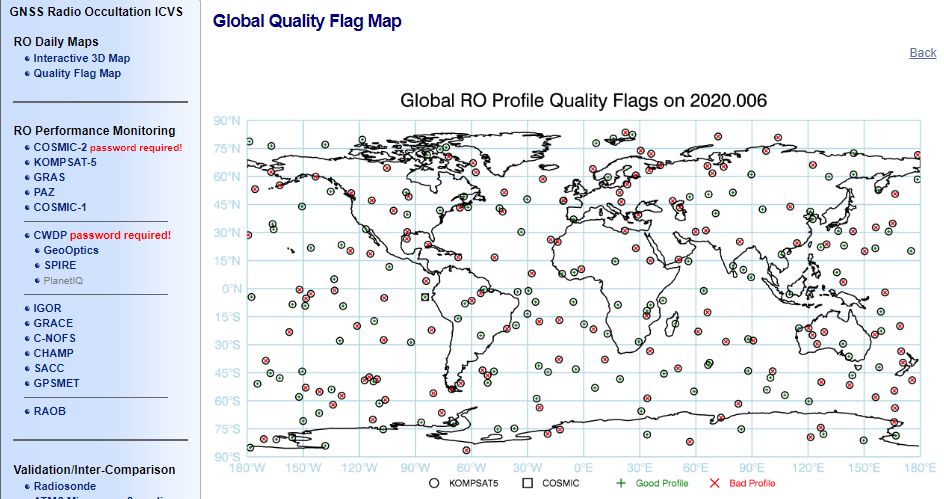 GNSS Radio Occultation ICVS
RO Daily Maps
Interactive 3D Map
Quality Flag Map
RO Performance Monitoring
COSMIC-2 password required!
KOMPSAT-5
GRAS
PAZ
COSMIC-1
CWDP password required!
GeoOptics
SPIRE
PlanetIQ
IGOR
GRACE
C-NOFS
CHAMP
SACC
GPSMET
RAOB
Validation/Inter-Comparison
Radiosonde
Global Quality Flag Map
Back
Global RO Profile Quality Flags on 2020.006
90°N
75°N
60°N
45°N
30°N
15°N
0°N
15°S
30°S
45°S
60°S
75°S
90°S
180°W 150°W 120°W 90°W 60°W 30°W 0°E 30°E 60°E 90°E 120°E 150°E 180°E
KOMPSAT5 COSMIC Good Profile Bad Profile